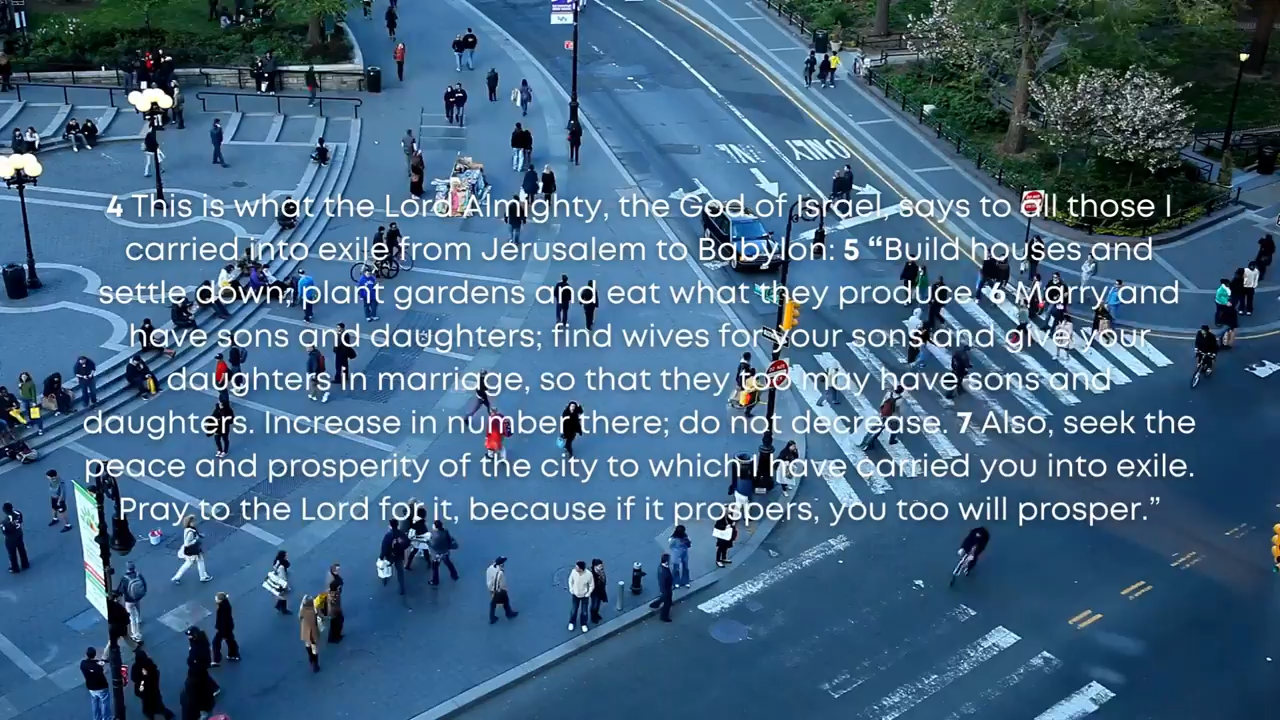 ONLY
4 This is what the Lord Almighty, the God of Israel, says to all those I
carried into exile from Jerusalem to Babylon: 5 “Build houses and
settle down; plant gardens and eat what they produce. 6 Marry and
have sons and daughters; find wives for your sons and give your
daughters in marriage, so that they too may have sons and
daughters. Increase in number there; do not decrease. 7 Also, seek the
peace and prosperity of the city to which I have carried you into exile.
Pray to the Lord for it, because if it prospers, you too will prosper.”